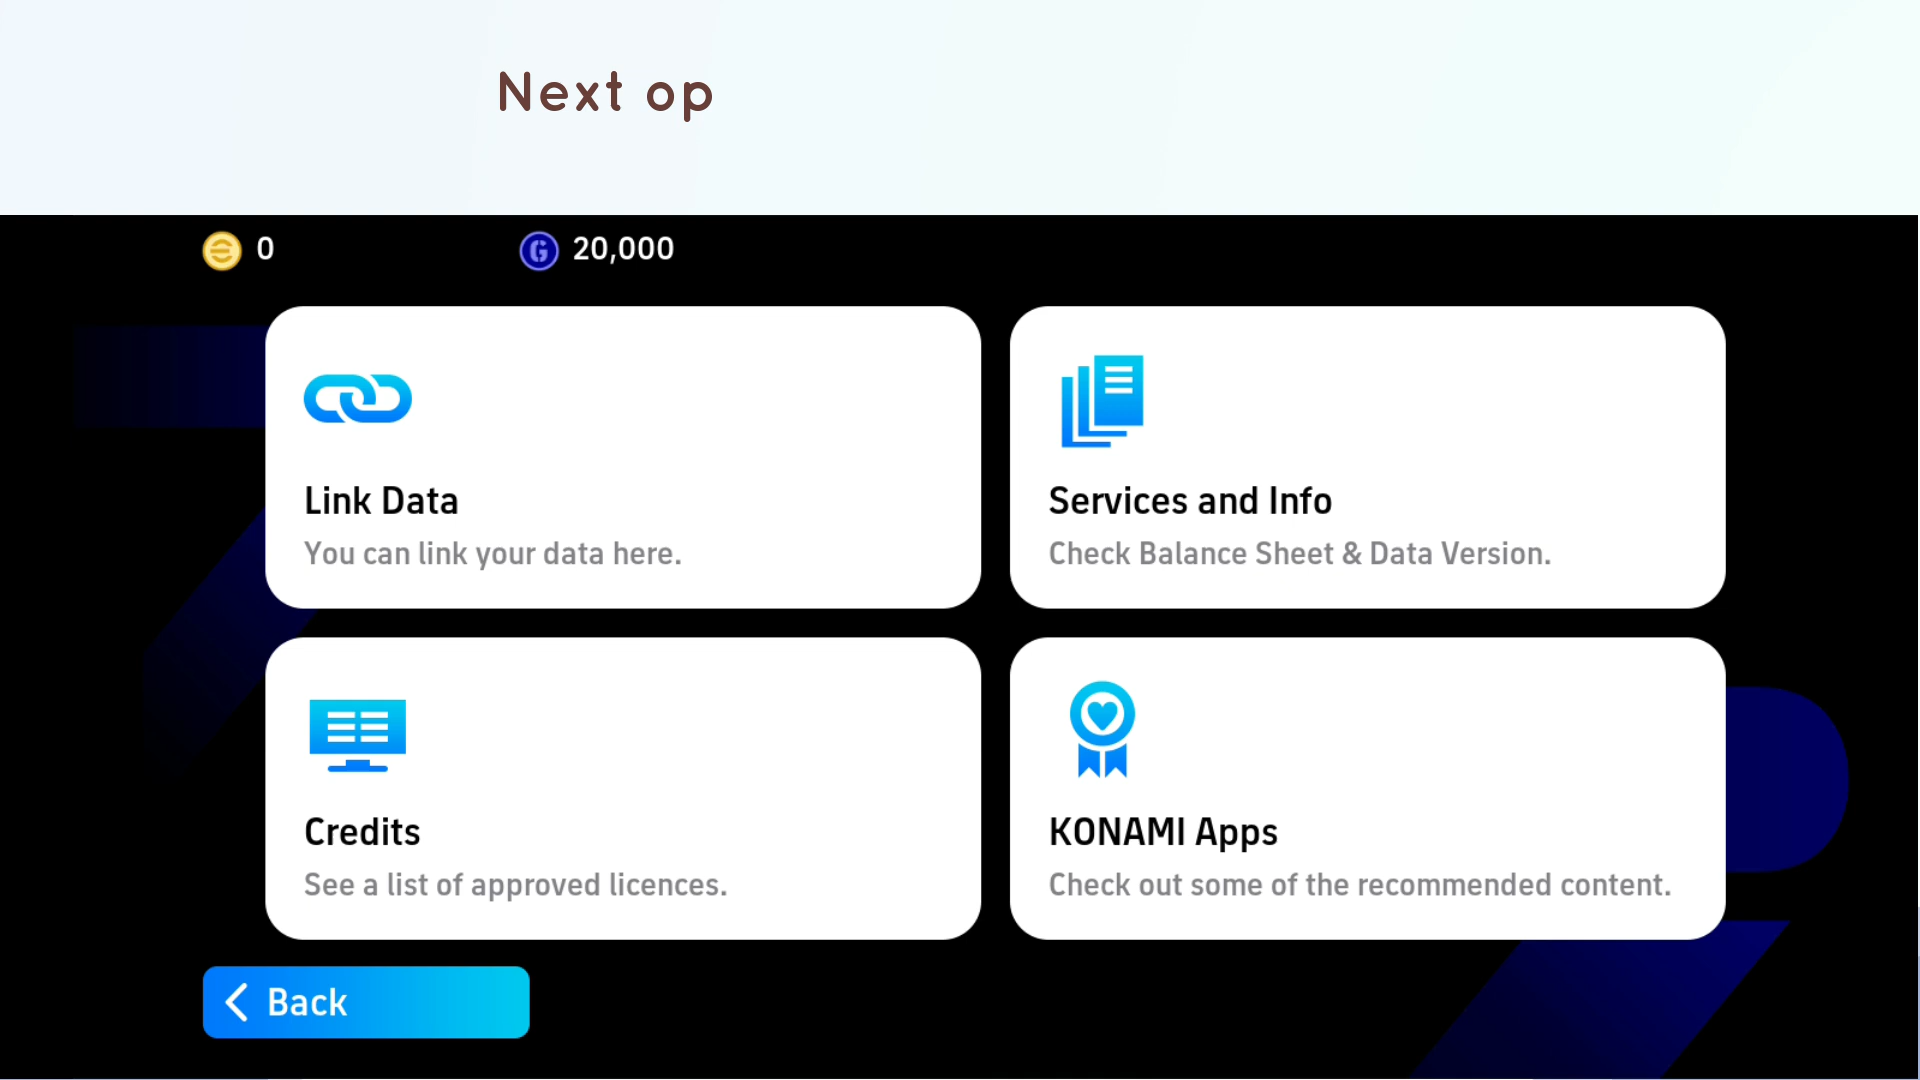 Next op
0
20,000
Link Data
You can link your data here.
Services and Info
Check Balance Sheet & Data Version.
Credits
See a list of approved licences.
KONAMI Apps
Check out some of the recommended content.
Back